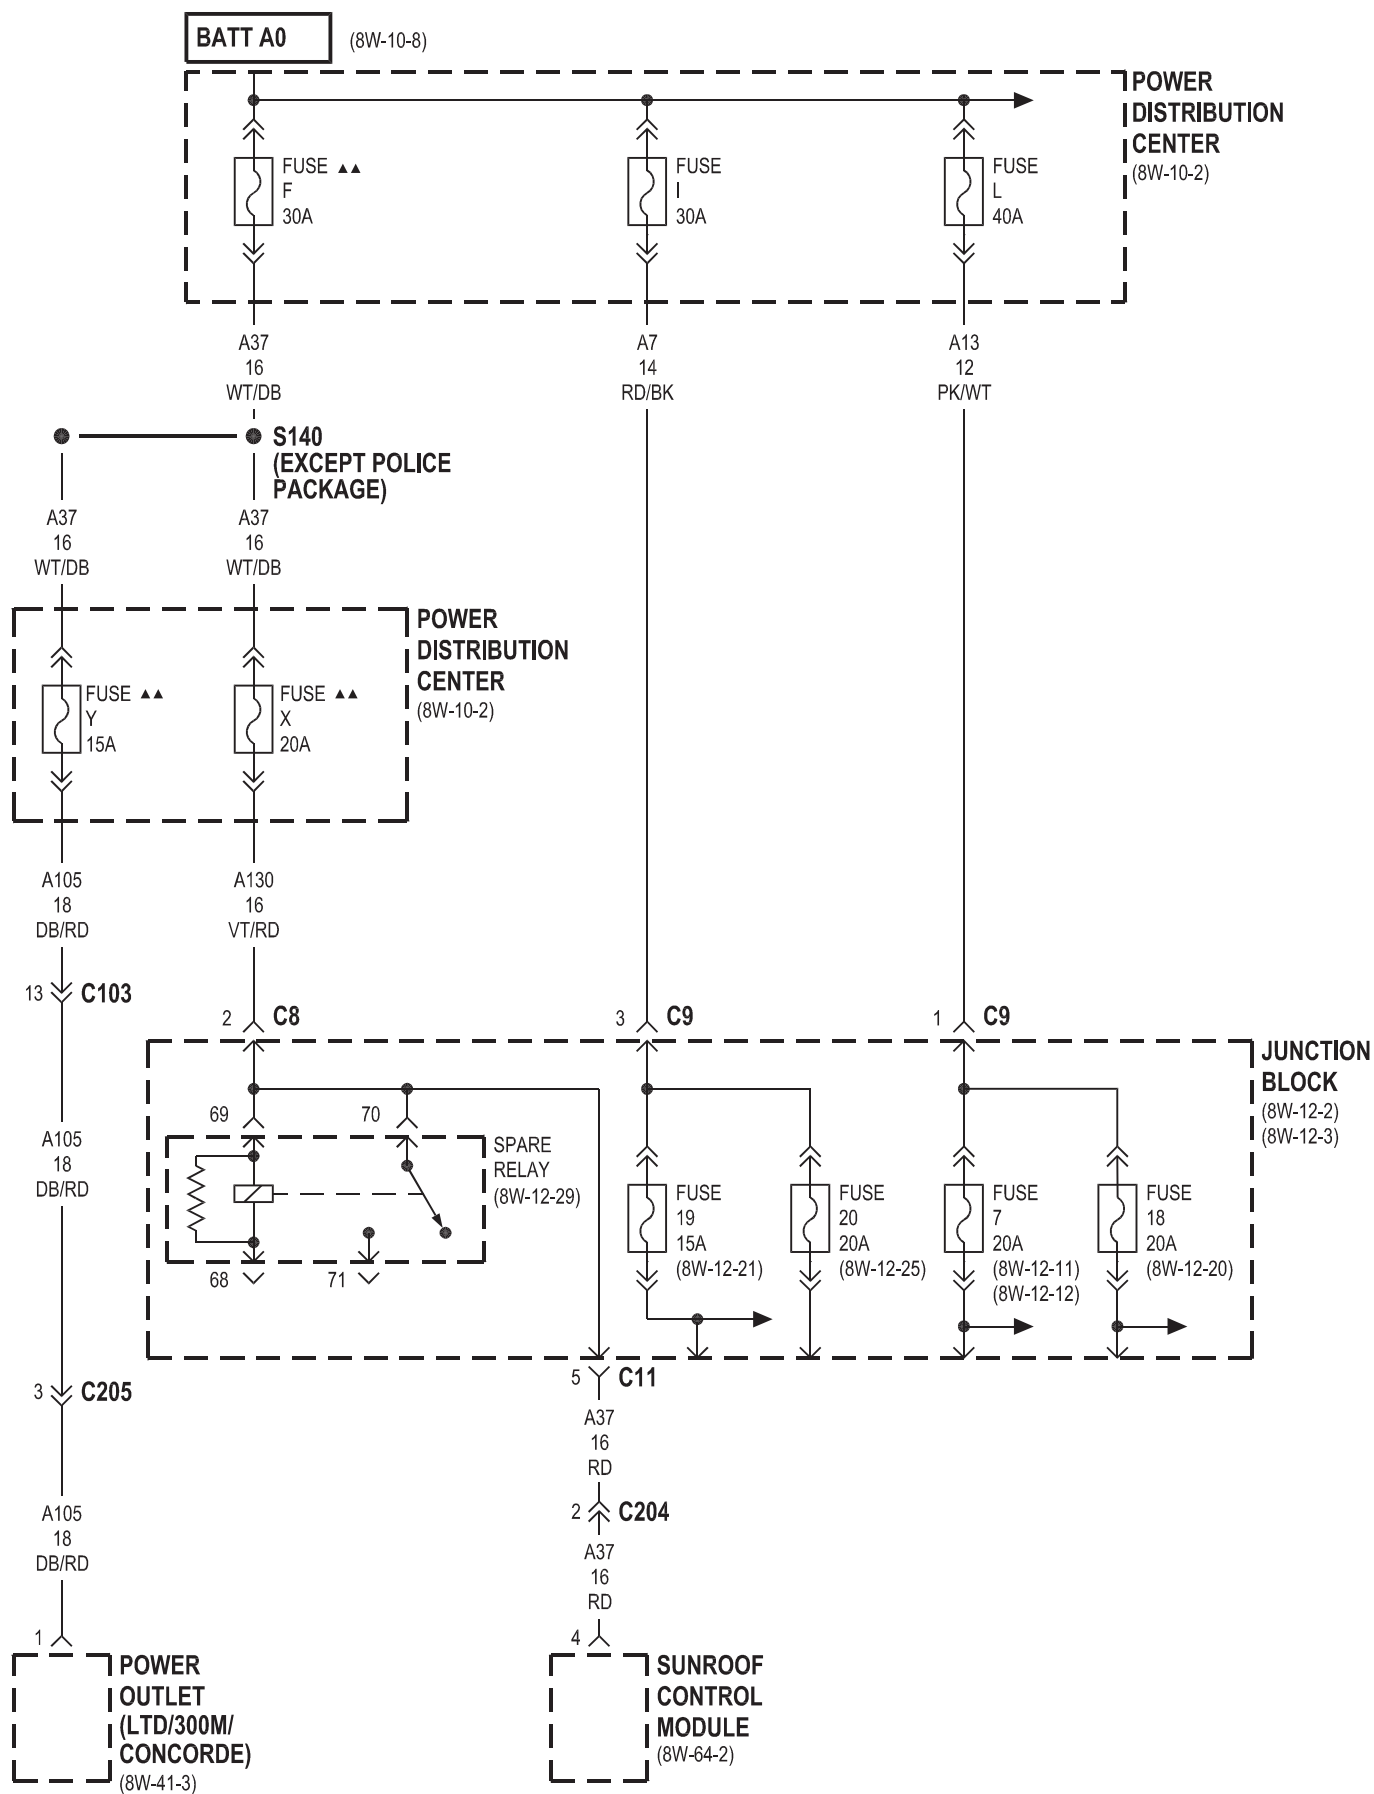 BATT A0
(8W-10-8)
POWER
DISTRIBUTION
CENTER
(8W-10-2)
FUSE ▲▲
F
30A
FUSE
I
30A
FUSE
L
40A
A37
16
WT/DB
A7
14
RD/BK
A13
12
PK/WT
S140
(EXCEPT POLICE
PACKAGE)
A37
16
WT/DB
A37
16
WT/DB
POWER
DISTRIBUTION
CENTER
(8W-10-2)
FUSE ▲▲
Y
15A
FUSE ▲▲
X
20A
A105
18
DB/RD
A130
16
VT/RD
13 C103
2 C8
3 C9
1 C9
JUNCTION
BLOCK
(8W-12-2)
(8W-12-3)
69
70
SPARE
RELAY
(8W-12-29)
68
71
FUSE
19
15A
(8W-12-21)
FUSE
20
20A
(8W-12-25)
FUSE
7
20A
(8W-12-11)
(8W-12-12)
FUSE
18
20A
(8W-12-20)
A105
18
DB/RD
3 C205
5 C11
A37
16
RD
2 C204
A105
18
DB/RD
A37
16
RD
1
4
POWER
OUTLET
(LTD/300M/
CONCORDE)
(8W-41-3)
SUNROOF
CONTROL
MODULE
(8W-64-2)